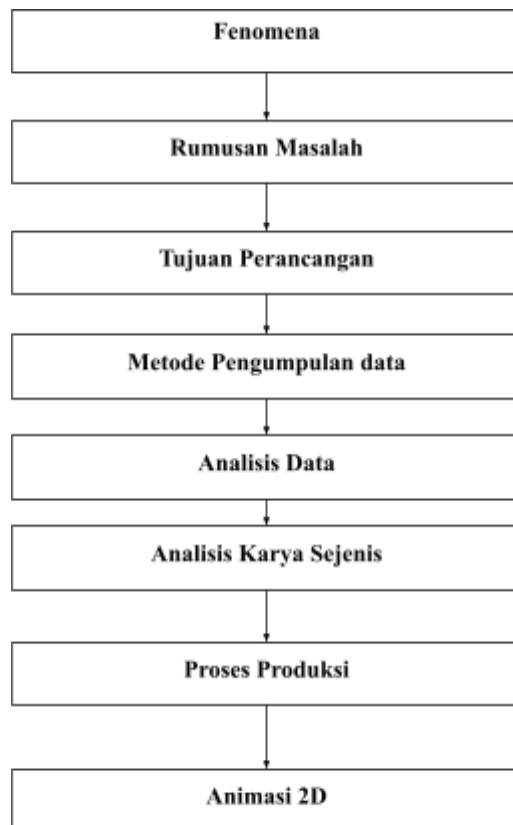 Fenomena
Rumusan Masalah
Tujuan Perancangan
Metode Pengumpulan data
Analisis Data
Analisis Karya Sejenis
Proses Produksi
Animasi 2D